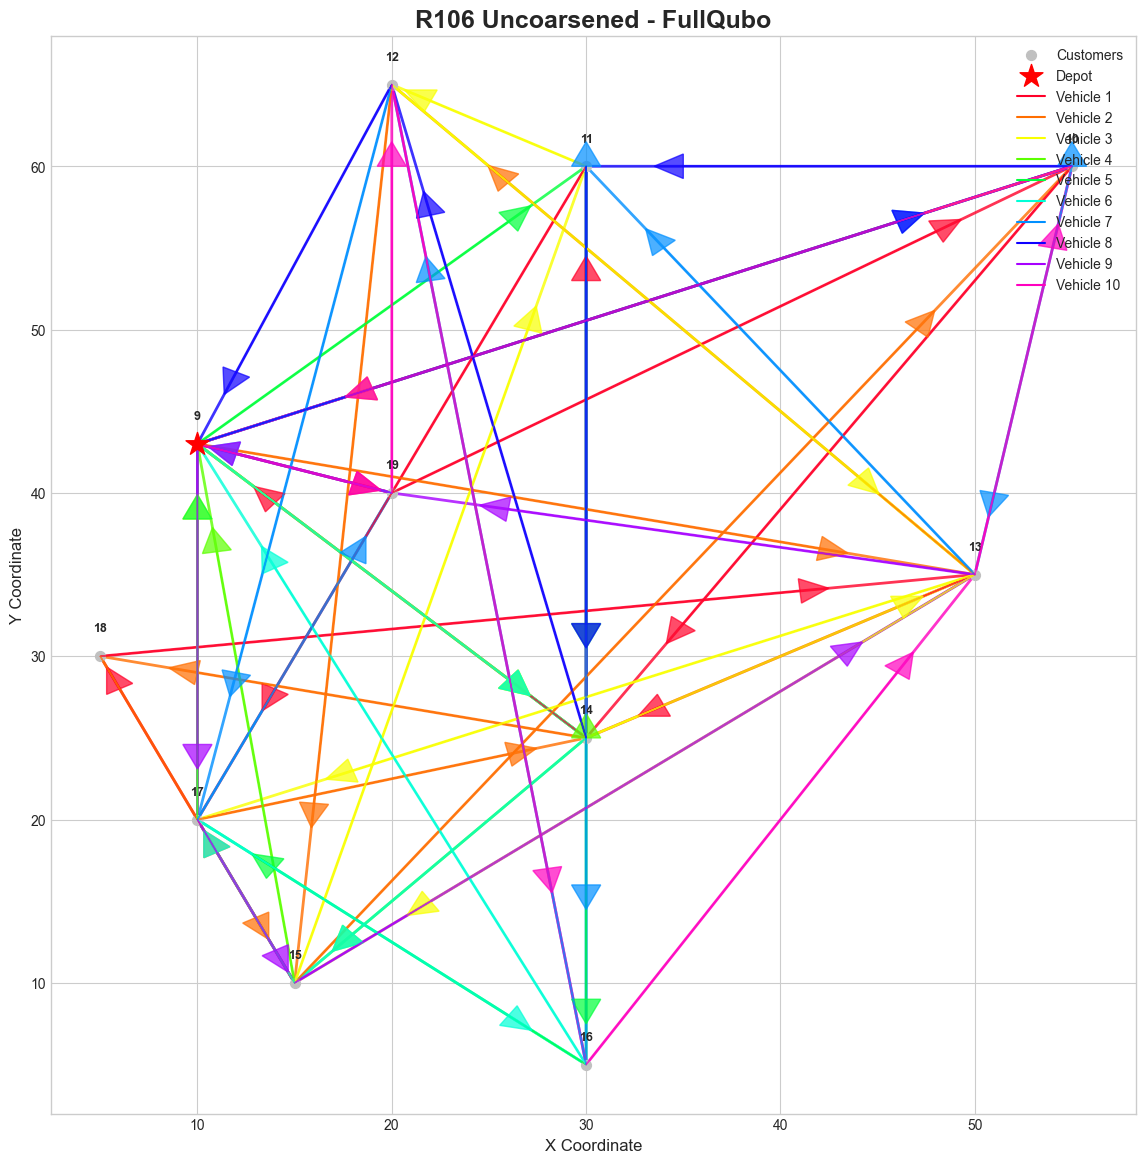 R106 Uncoarsened - FullQubo
12
Customers
Depot
Vehicle 1
Vehicle 2
Vehicle 3
Vehicle 4
Vehicle 5
Vehicle 6
Vehicle 7
Vehicle 8
Vehicle 9
Vehicle 10
11
10
9
19
13
18
14
17
15
16
60
50
40
30
20
10
10
20
30
40
50
Y Coordinate
X Coordinate